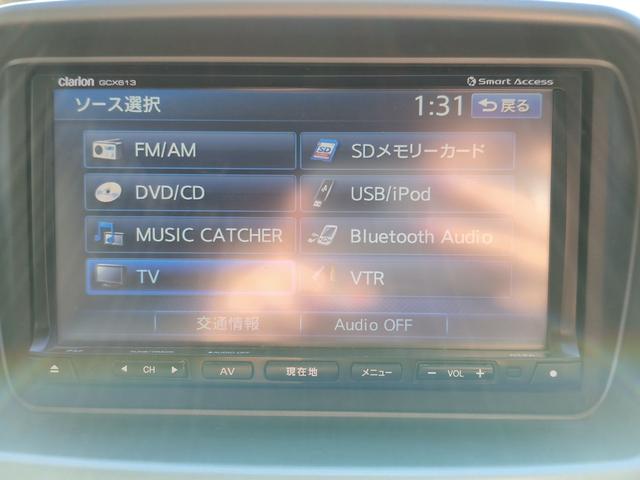 Clarion GCX613 Smart Access
ソース選択 1:31 戻る
FM/AM SDメモリーカード
DVD/CD USB/iPod
MUSIC CATCHER Bluetooth Audio
TV VTR
交通情報 Audio OFF
CH AV 現在地 メニュー − VOL +